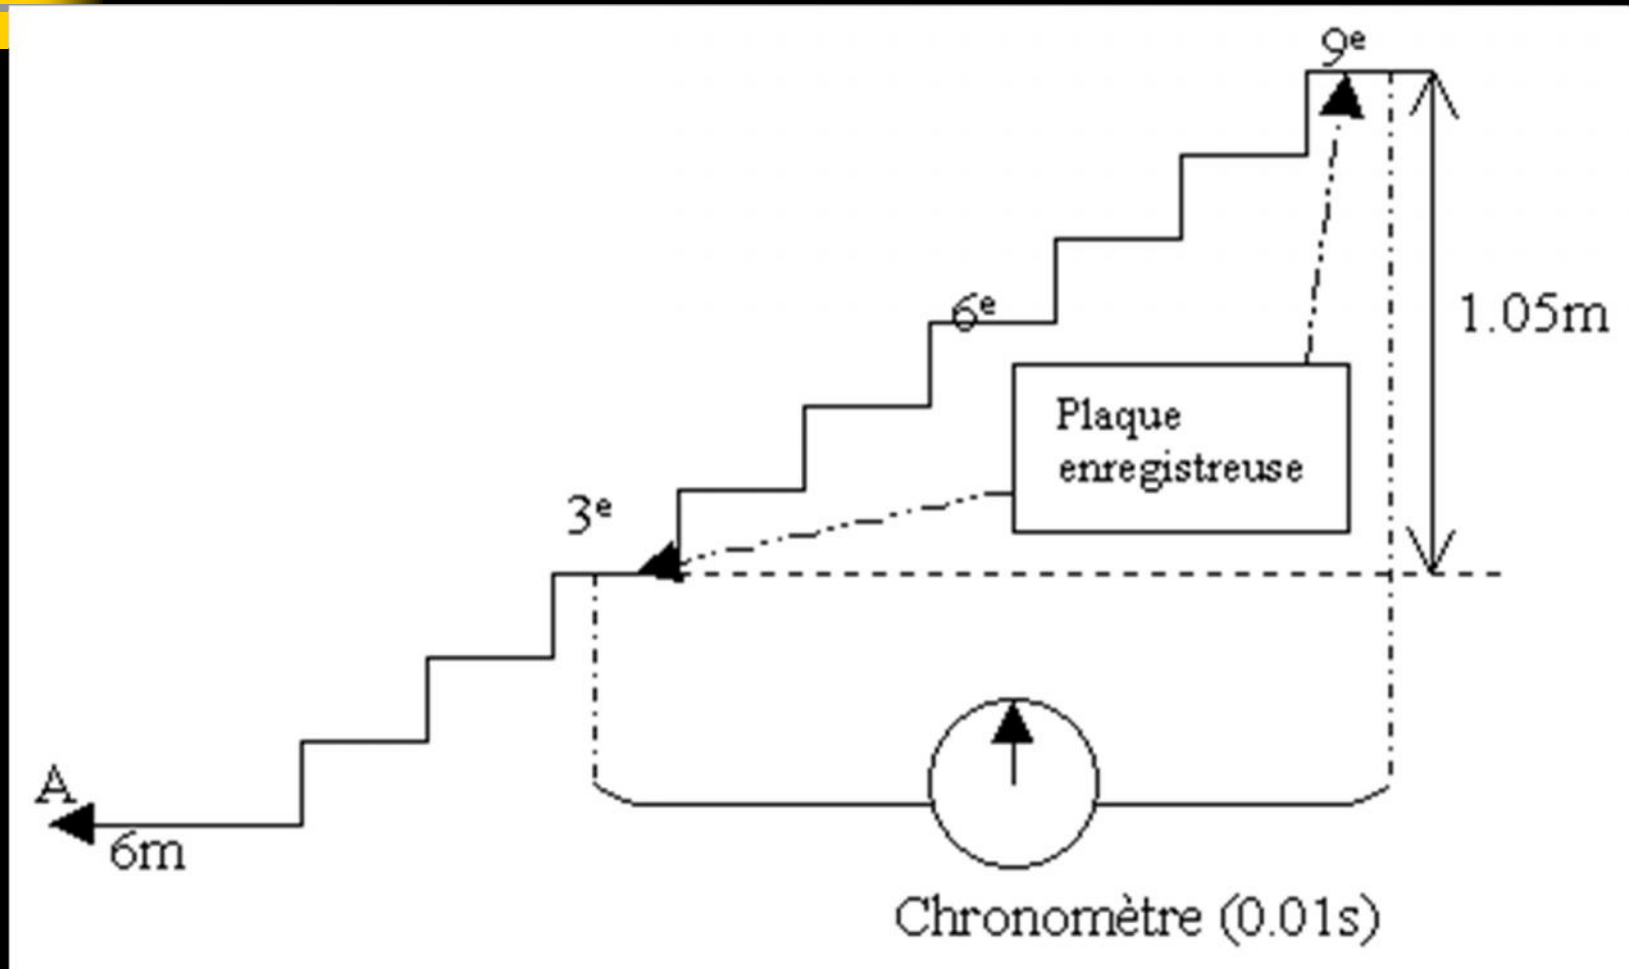 9ᵉ
6ᵉ
1.05m
Plaque
enregistreuse
3ᵉ
A
6m
Chronomètre (0.01s)